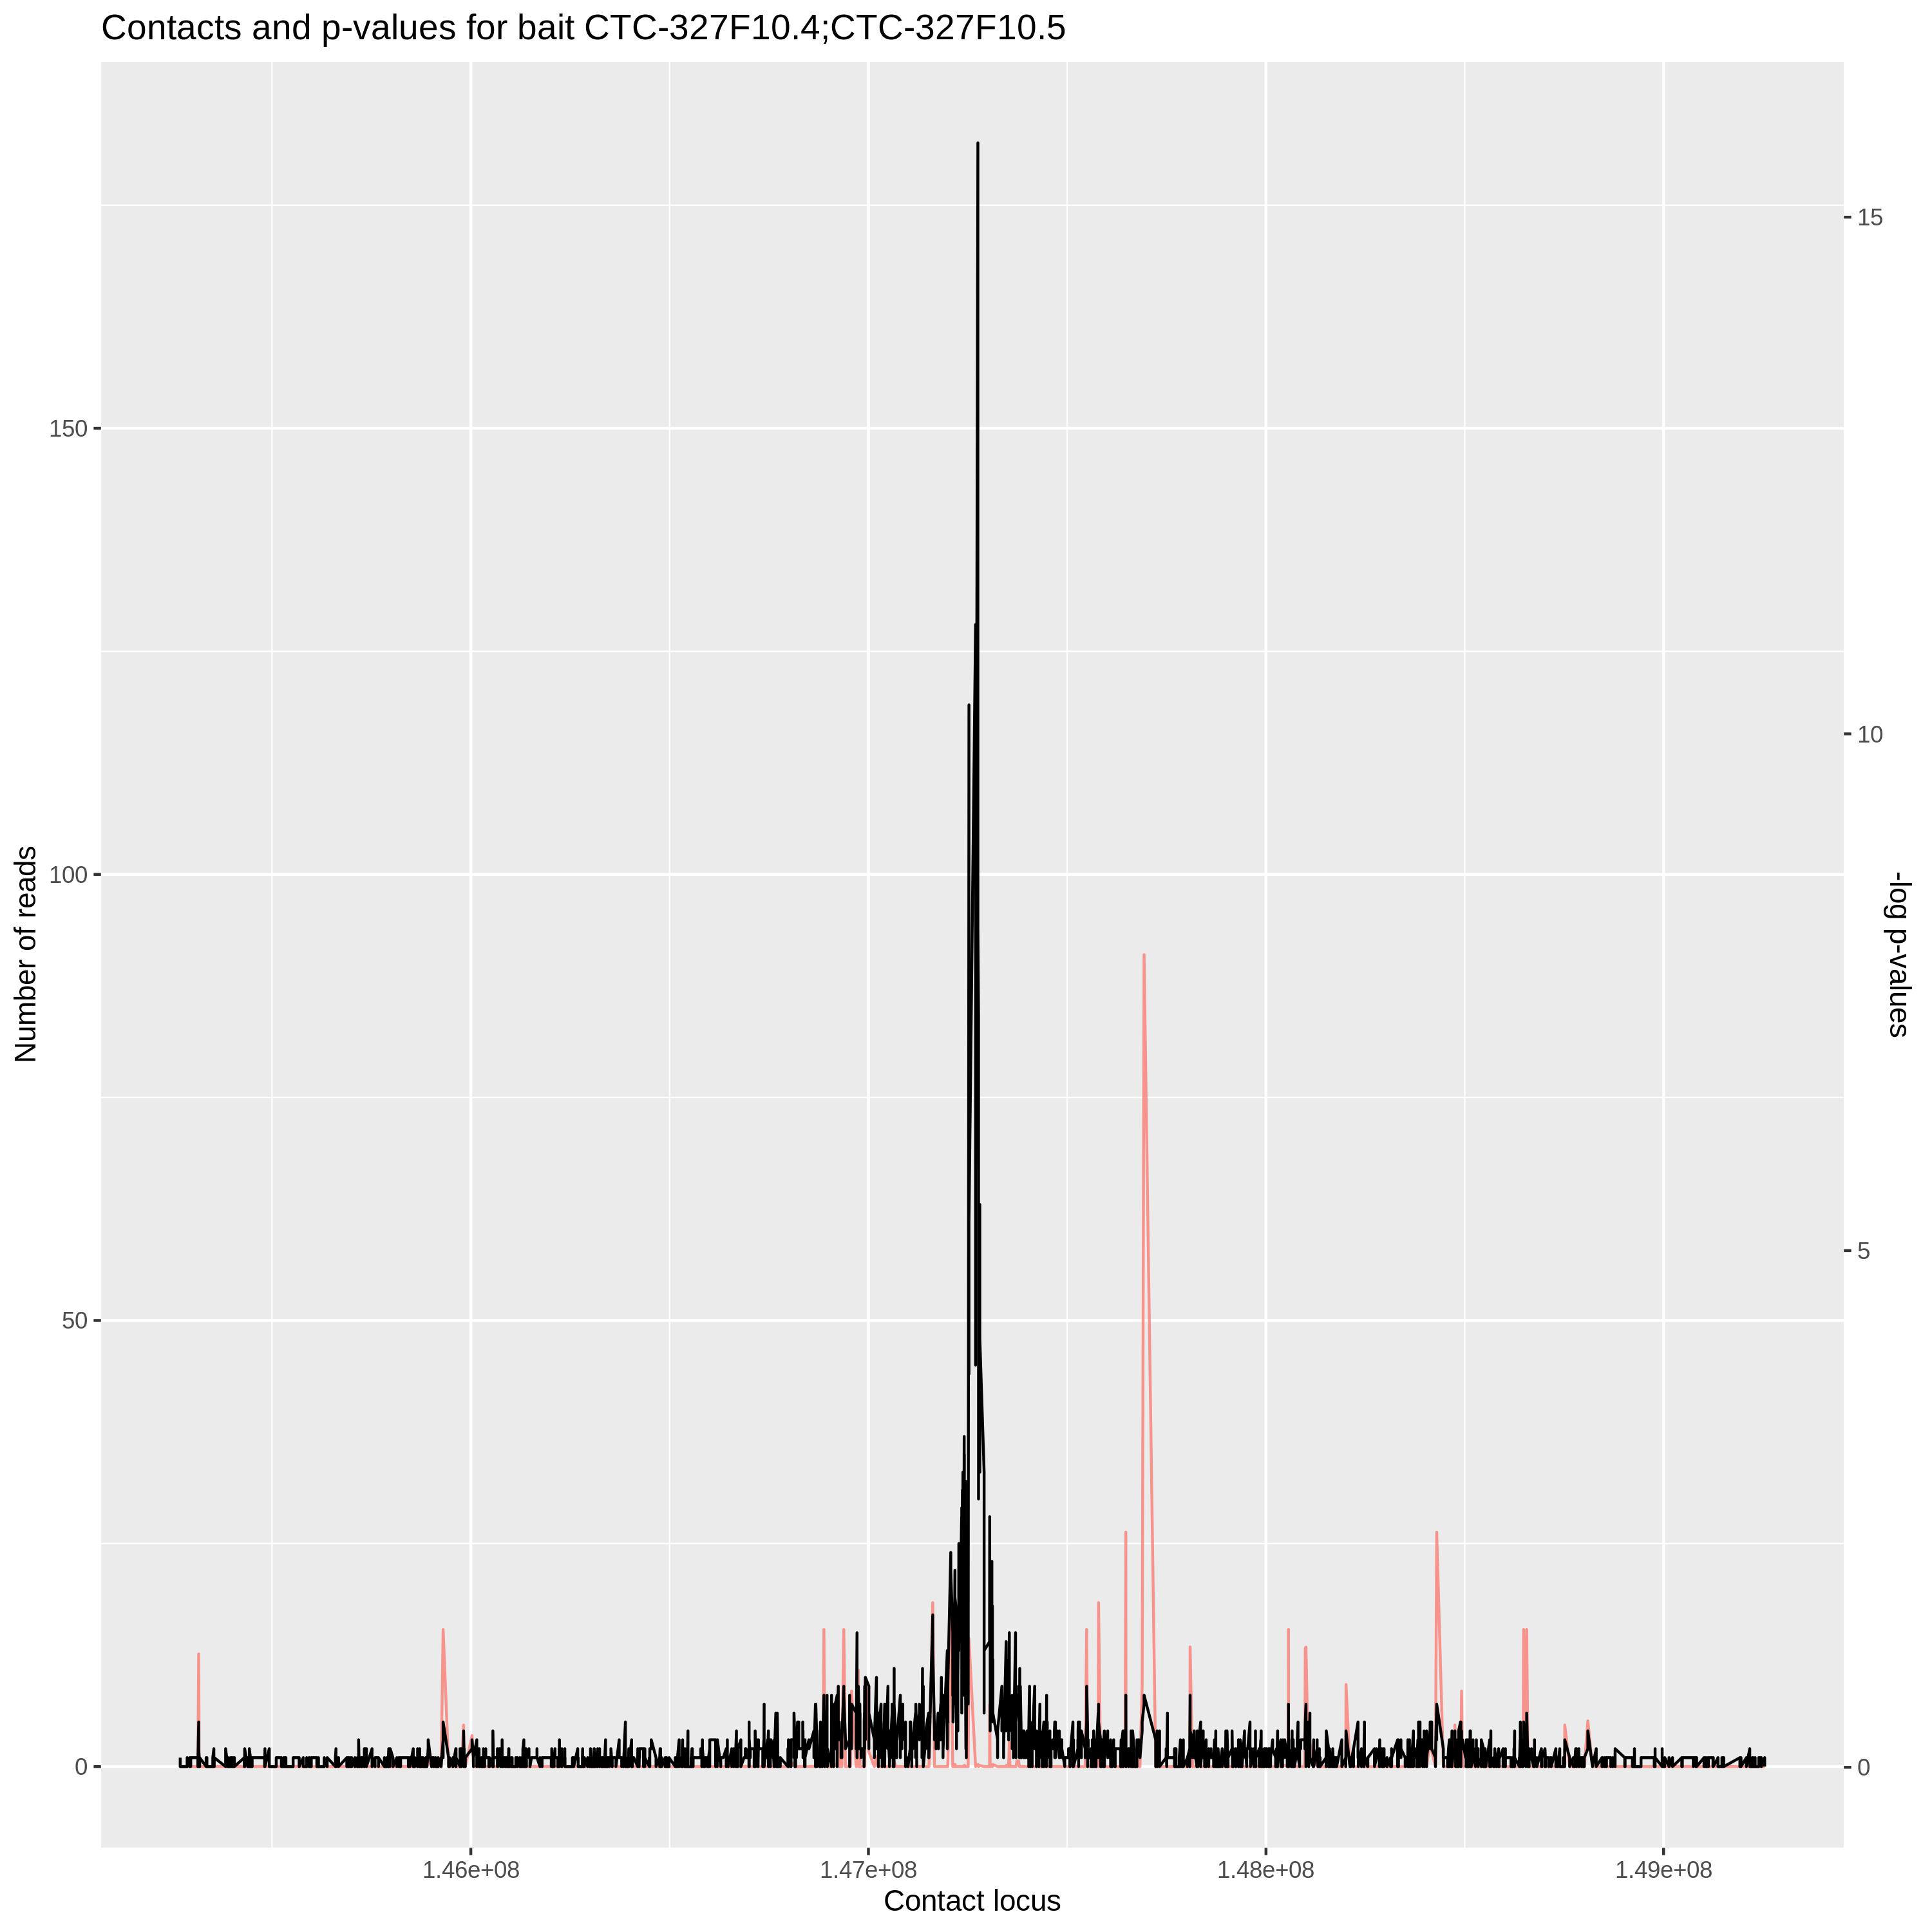 Contacts and p-values for bait CTC-327F10.4;CTC-327F10.5
Number of reads
150
100
50
0
15
10
5
0
-log p-values
1.46e+08
1.47e+08
1.48e+08
1.49e+08
Contact locus